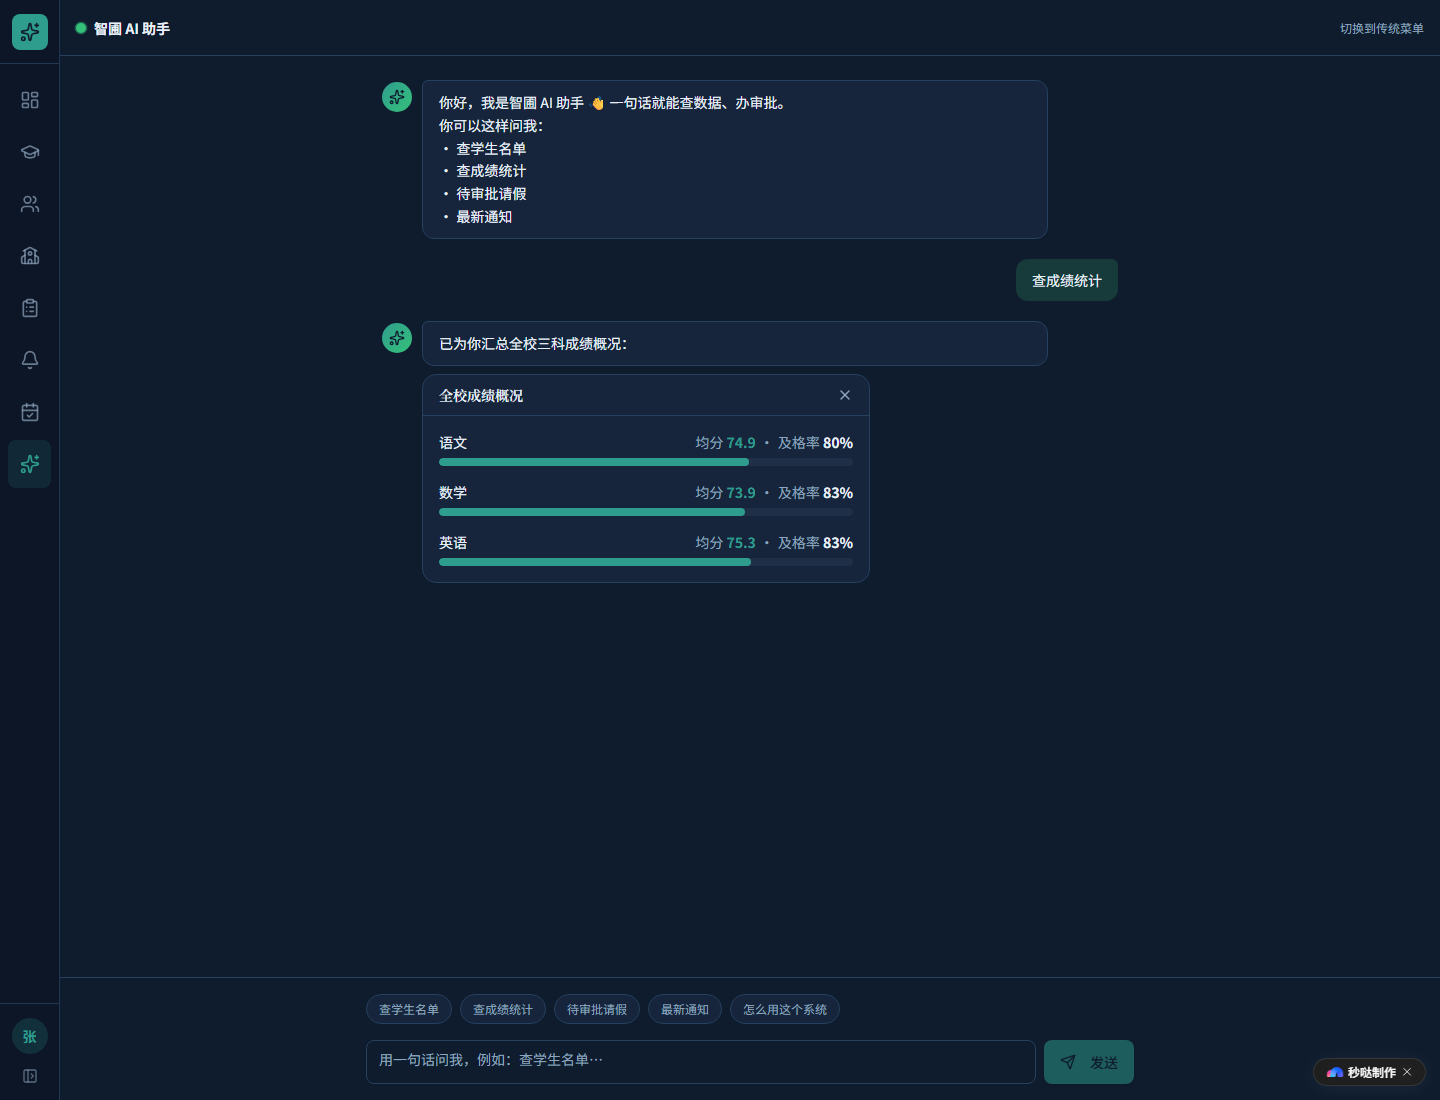 智圃 AI 助手
切换到传统菜单
你好，我是智圃 AI 助手 👋 一句话就能查数据、办审批。
你可以这样问我：
• 查学生名单
• 查成绩统计
• 待审批请假
• 最新通知
查成绩统计
已为你汇总全校三科成绩概况：
全校成绩概况
语文 均分 74.9 • 及格率 80%
数学 均分 73.9 • 及格率 83%
英语 均分 75.3 • 及格率 83%
查学生名单 查成绩统计 待审批请假 最新通知 怎么用这个系统
用一句话问我，例如：查学生名单…
发送
张
秒哒制作